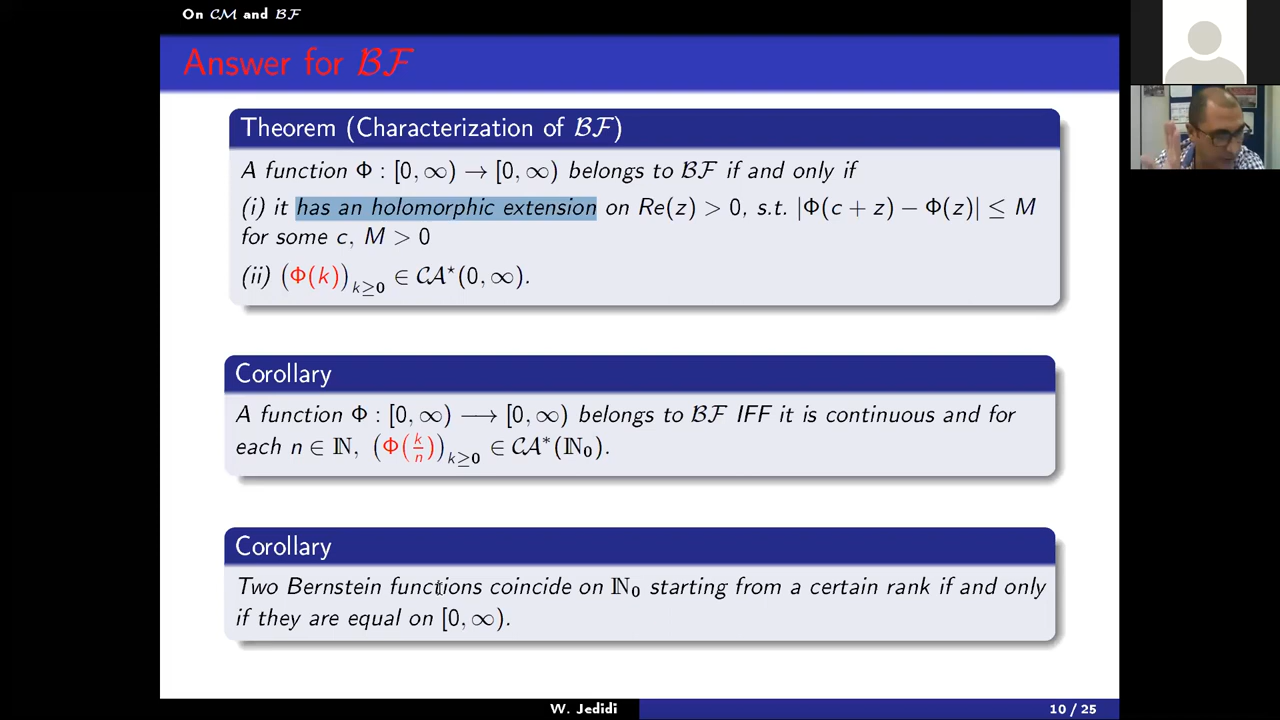 On 𝒞ℳ and ℬℱ
Answer for ℬℱ
Theorem (Characterization of ℬℱ)
A function Φ : [0, ∞) → [0, ∞) belongs to ℬℱ if and only if
(i) it has an holomorphic extension on Re(z) > 0, s.t. |Φ(c + z) − Φ(z)| ≤ M
for some c, M > 0
(ii) (Φ(k))_{k≥0} ∈ 𝒞𝒜*(0, ∞).
Corollary
A function Φ : [0, ∞) ⟶ [0, ∞) belongs to ℬℱ IFF it is continuous and for
each n ∈ ℕ, (Φ(k/n))_{k≥0} ∈ 𝒞𝒜*(ℕ₀).
Corollary
Two Bernstein functions coincide on ℕ₀ starting from a certain rank if and only
if they are equal on [0, ∞).
W. Jedidi
10 / 25